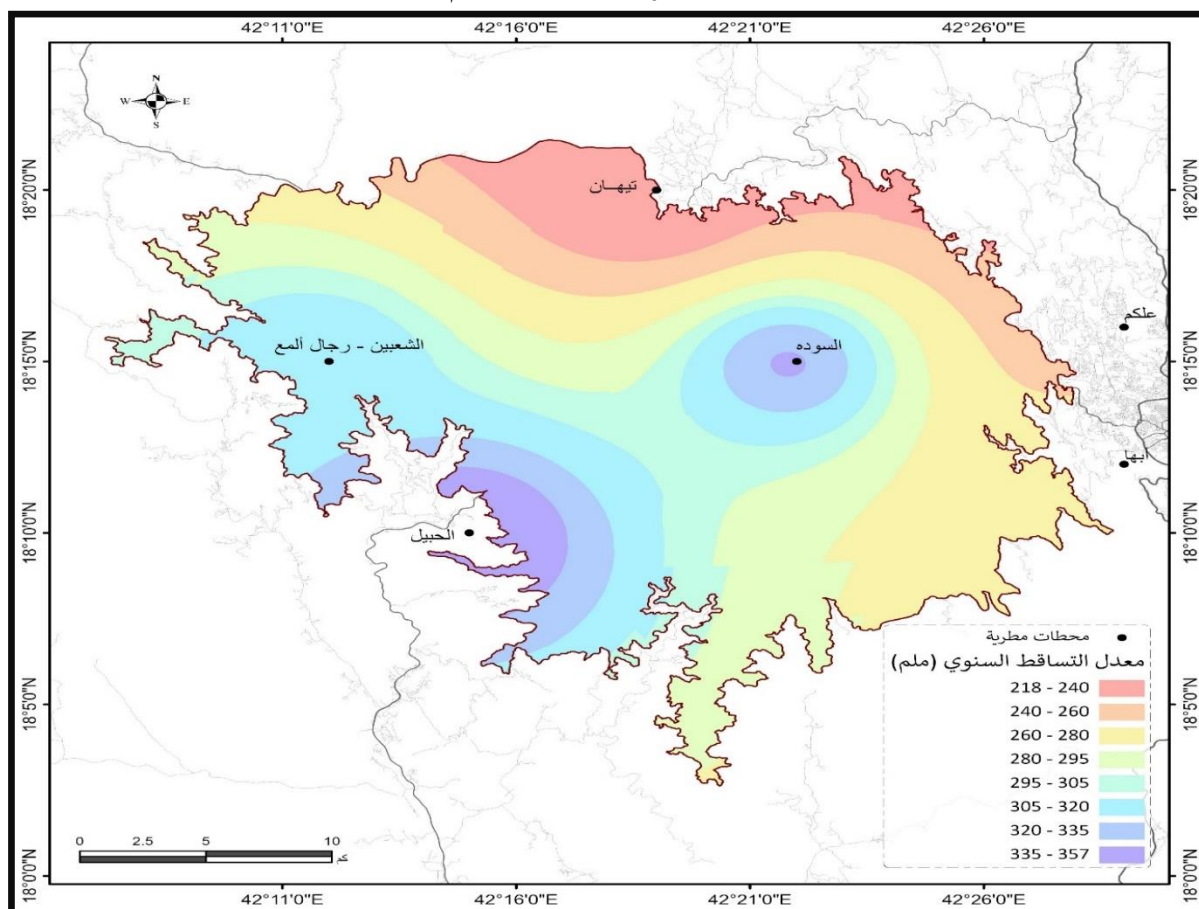 42°11'0"E 42°16'0"E 42°21'0"E 42°26'0"E
N
W E
S
18°20'0"N 18°20'0"N
تيهـــان
علكم
18°15'0"N 18°15'0"N
الشعبين - رجال ألمع
السوده
ابها
18°10'0"N 18°10'0"N
الحبيل
محطات مطرية
معدل التساقط السنوي (ملم)
218 - 240
240 - 260
260 - 280
280 - 295
295 - 305
305 - 320
320 - 335
335 - 357
18°5'0"N 18°5'0"N
0 2.5 5 10
كم
18°0'0"N 18°0'0"N
42°11'0"E 42°16'0"E 42°21'0"E 42°26'0"E